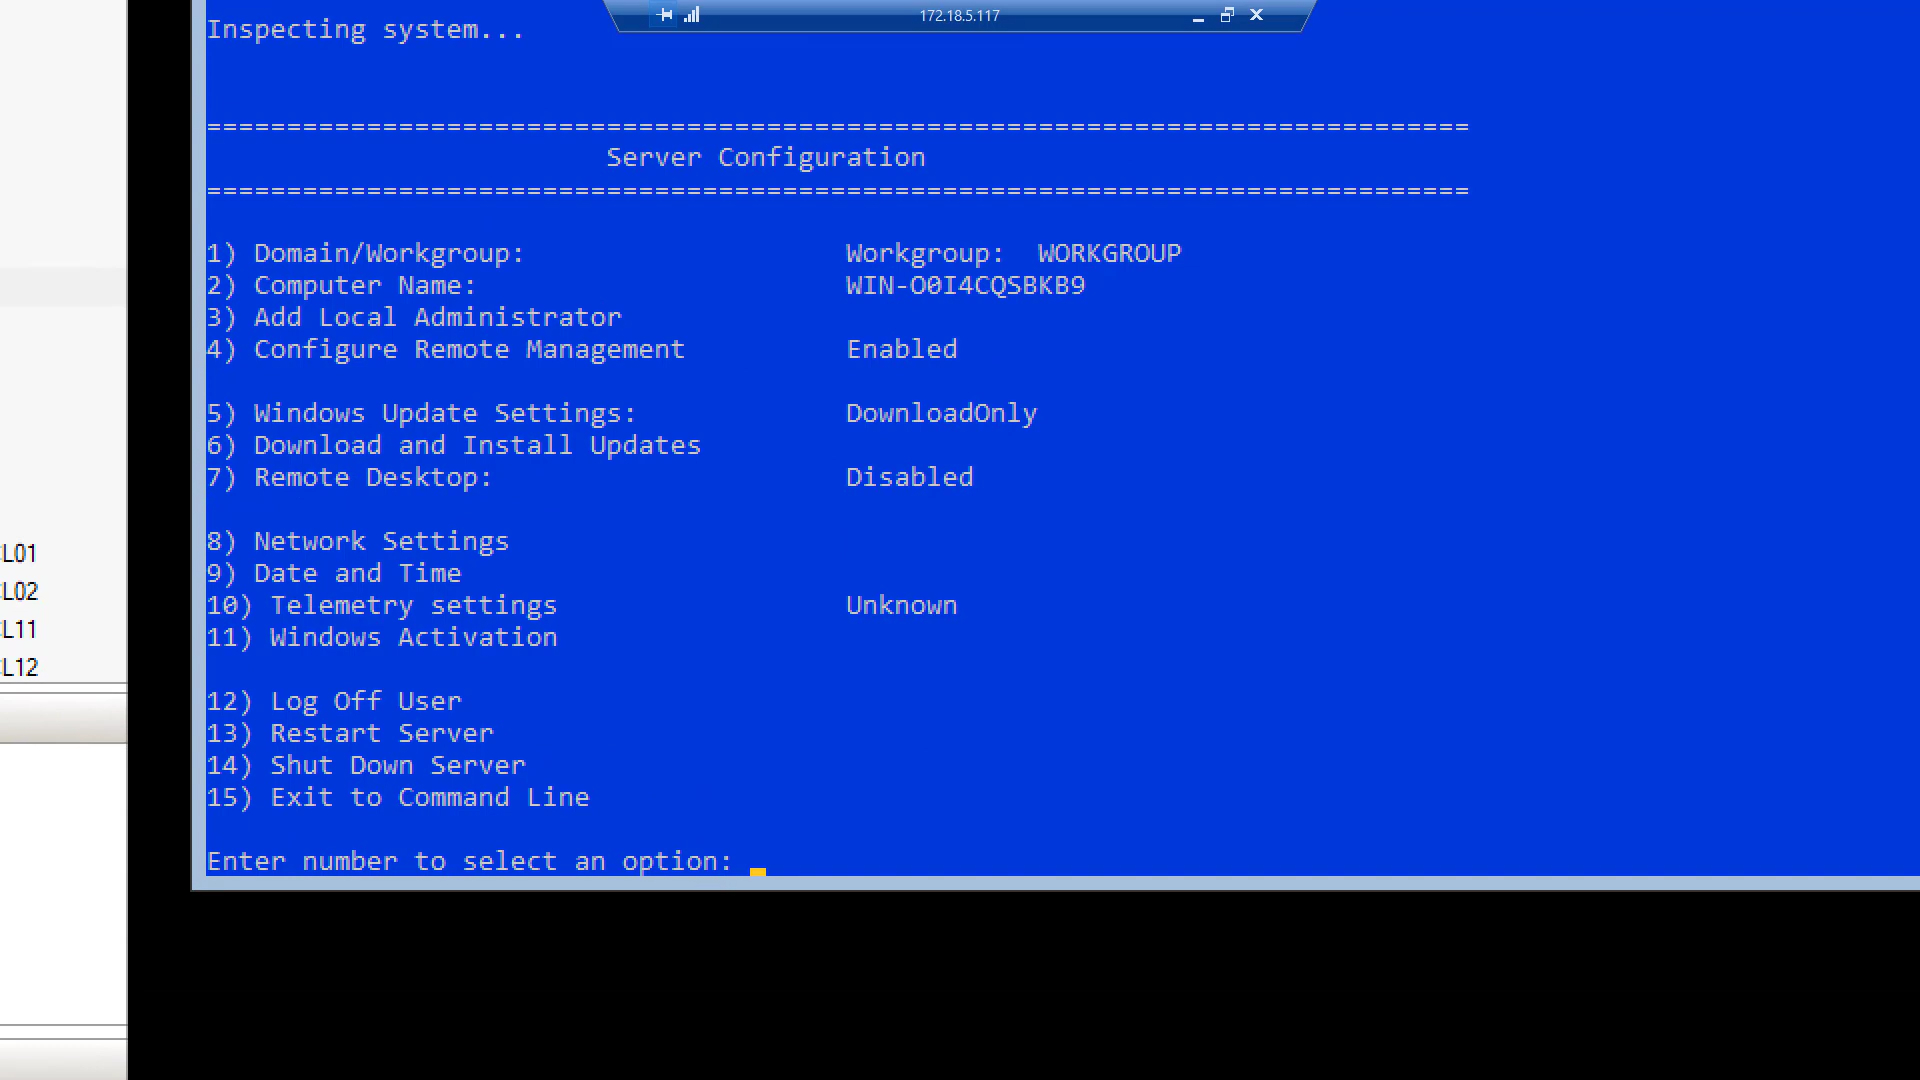 172.18.5.117
Inspecting system...
===============================================================================
Server Configuration
===============================================================================
1) Domain/Workgroup: Workgroup: WORKGROUP
2) Computer Name: WIN-O0I4CQSBKB9
3) Add Local Administrator
4) Configure Remote Management Enabled
5) Windows Update Settings: DownloadOnly
6) Download and Install Updates
7) Remote Desktop: Disabled
8) Network Settings
9) Date and Time
10) Telemetry settings Unknown
11) Windows Activation
12) Log Off User
13) Restart Server
14) Shut Down Server
15) Exit to Command Line
Enter number to select an option:
L01
L02
L11
L12